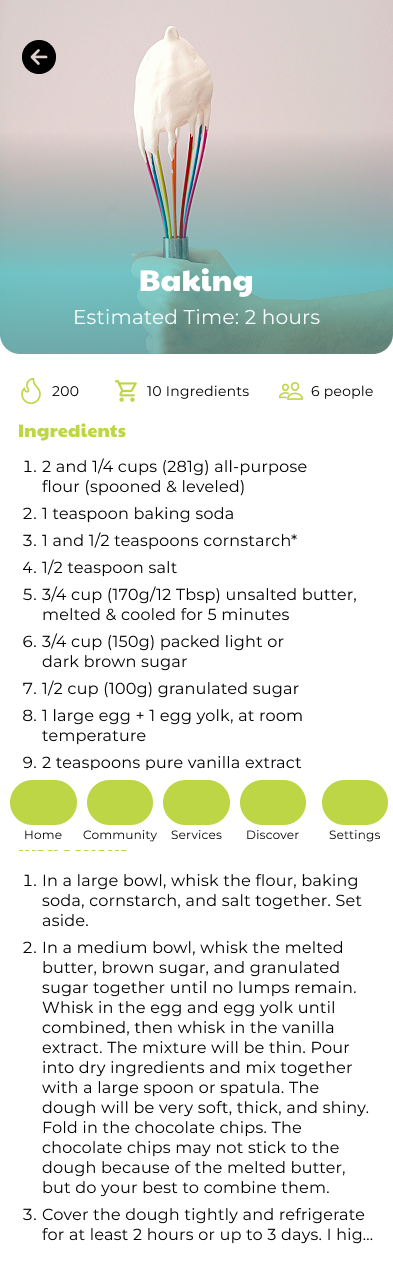 Baking
Estimated Time: 2 hours
200
10 Ingredients
6 people
Ingredients
1. 2 and 1/4 cups (281g) all-purpose
flour (spooned & leveled)
2. 1 teaspoon baking soda
3. 1 and 1/2 teaspoons cornstarch*
4. 1/2 teaspoon salt
5. 3/4 cup (170g/12 Tbsp) unsalted butter,
melted & cooled for 5 minutes
6. 3/4 cup (150g) packed light or
dark brown sugar
7. 1/2 cup (100g) granulated sugar
8. 1 large egg + 1 egg yolk, at room
temperature
9. 2 teaspoons pure vanilla extract
Home
Community
Services
Discover
Settings
1. In a large bowl, whisk the flour, baking
soda, cornstarch, and salt together. Set
aside.
2. In a medium bowl, whisk the melted
butter, brown sugar, and granulated
sugar together until no lumps remain.
Whisk in the egg and egg yolk until
combined, then whisk in the vanilla
extract. The mixture will be thin. Pour
into dry ingredients and mix together
with a large spoon or spatula. The
dough will be very soft, thick, and shiny.
Fold in the chocolate chips. The
chocolate chips may not stick to the
dough because of the melted butter,
but do your best to combine them.
3. Cover the dough tightly and refrigerate
for at least 2 hours or up to 3 days. I hig...